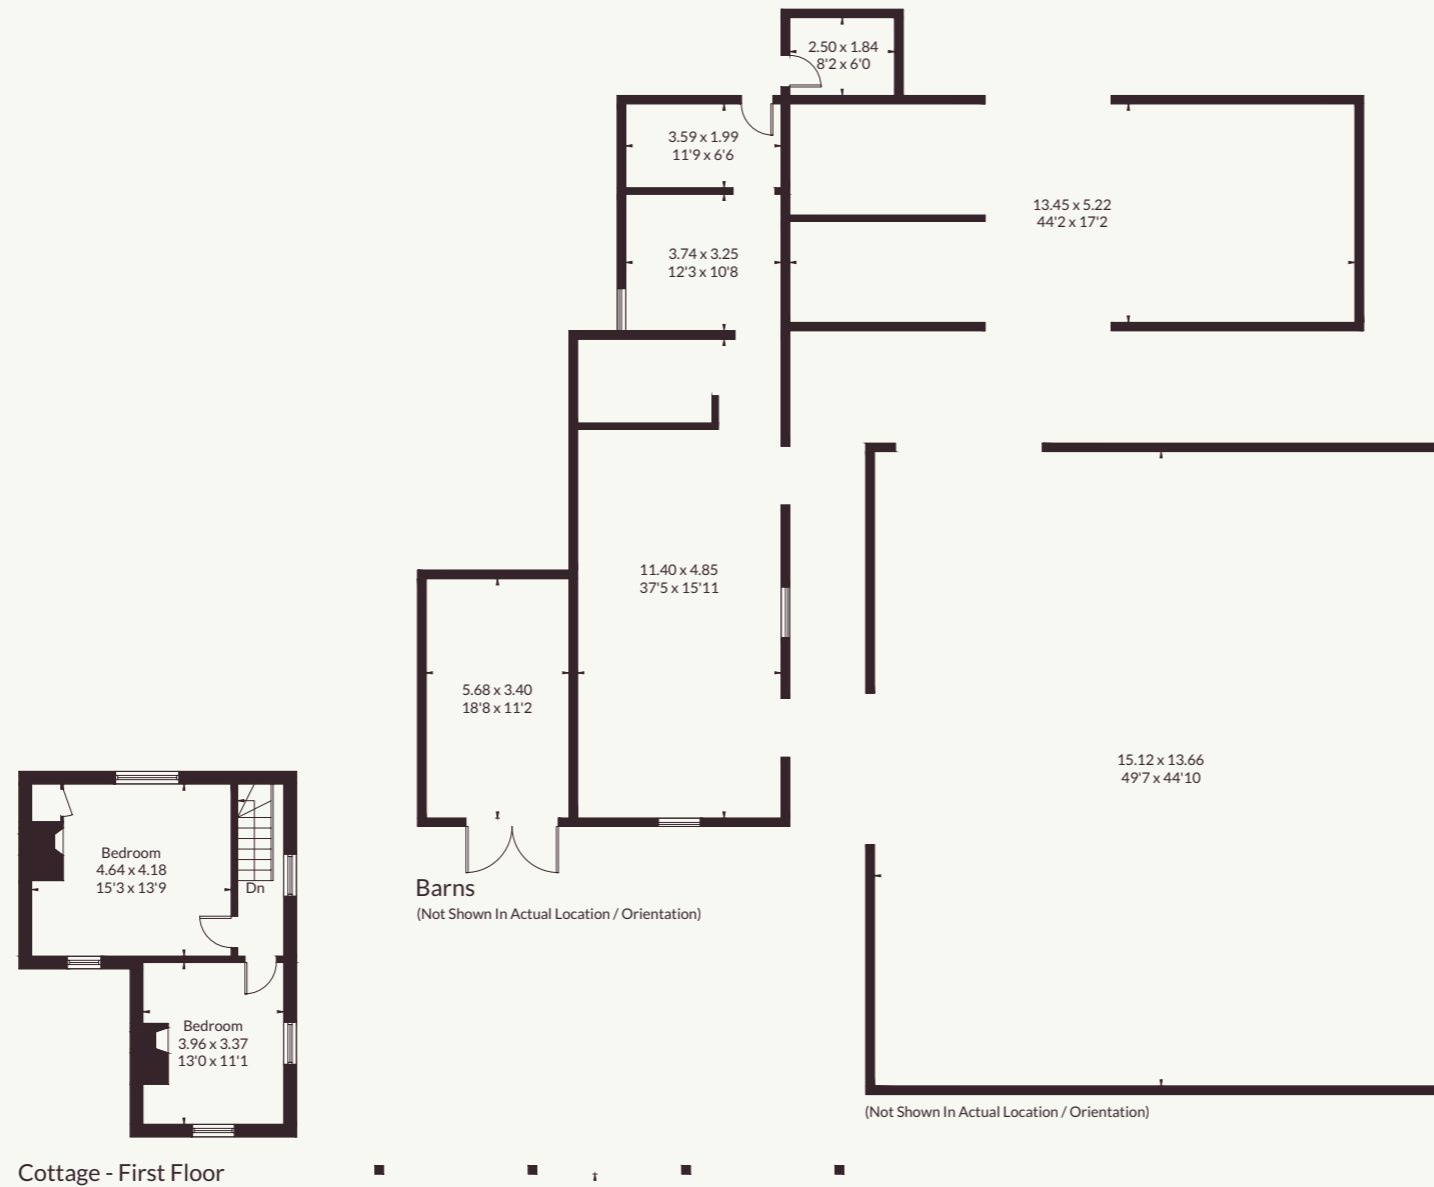 2.50 x 1.84
8'2 x 6'0
3.59 x 1.99
11'9 x 6'6
13.45 x 5.22
44'2 x 17'2
3.74 x 3.25
12'3 x 10'8
11.40 x 4.85
37'5 x 15'11
5.68 x 3.40
18'8 x 11'2
15.12 x 13.66
49'7 x 44'10
Bedroom
4.64 x 4.18
15'3 x 13'9
Dn
Barns
(Not Shown In Actual Location / Orientation)
Bedroom
3.96 x 3.37
13'0 x 11'1
(Not Shown In Actual Location / Orientation)
Cottage - First Floor